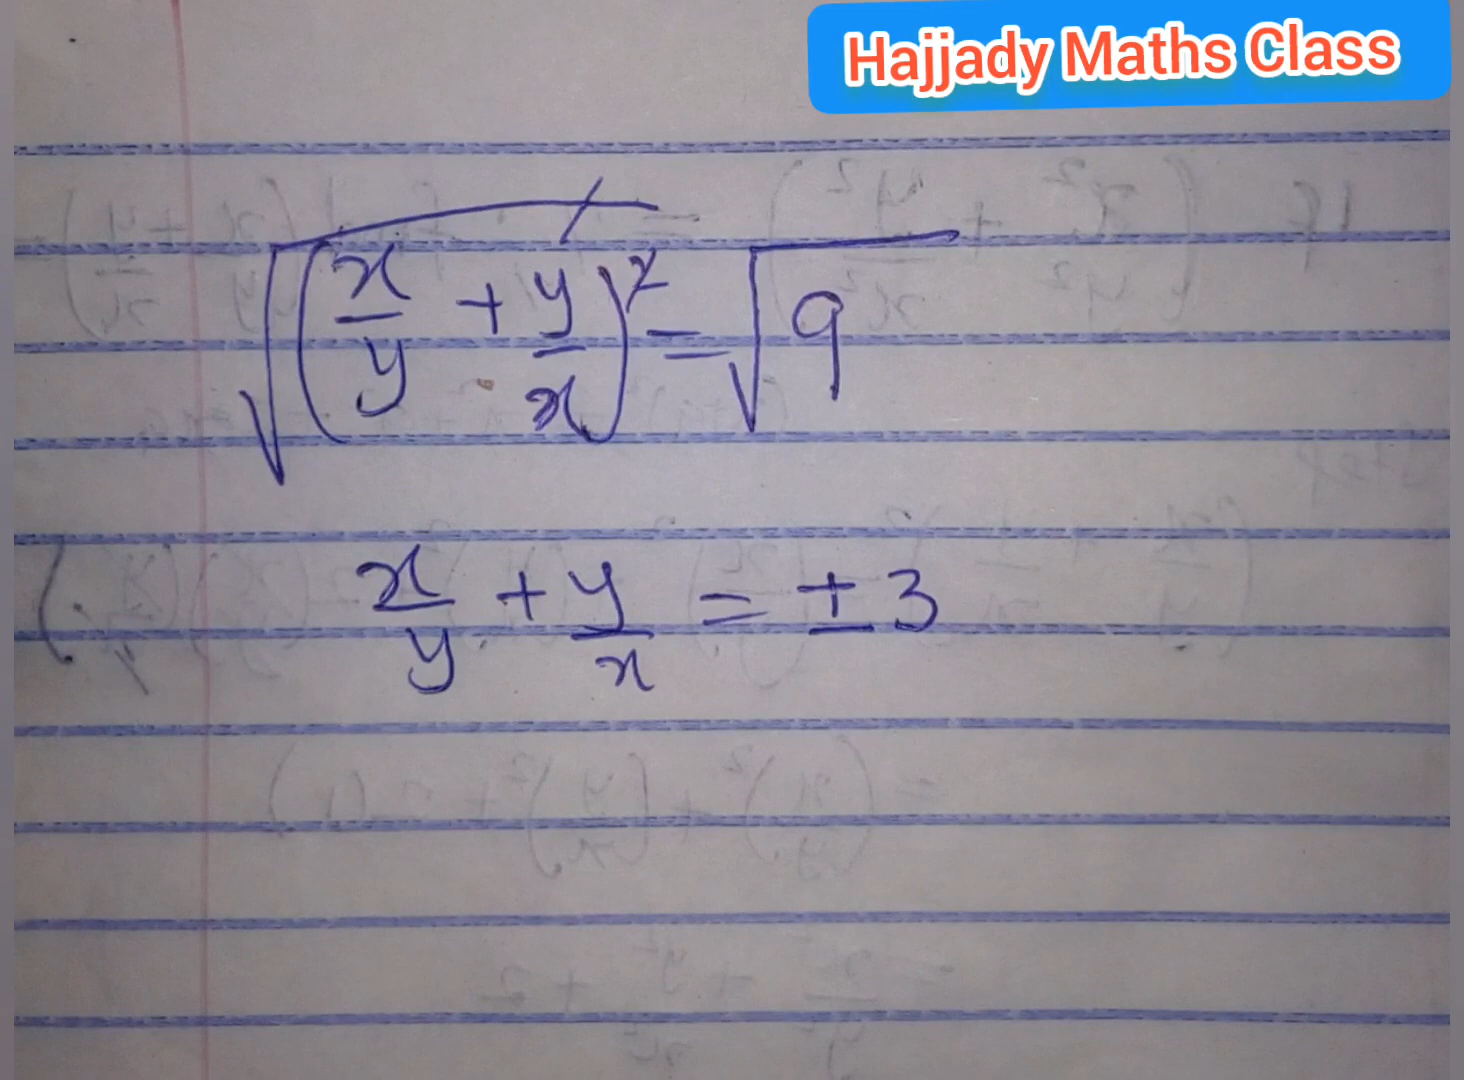 Hajjady Maths Class
√(x/y + y/x)² = √9
x/y + y/x = ± 3